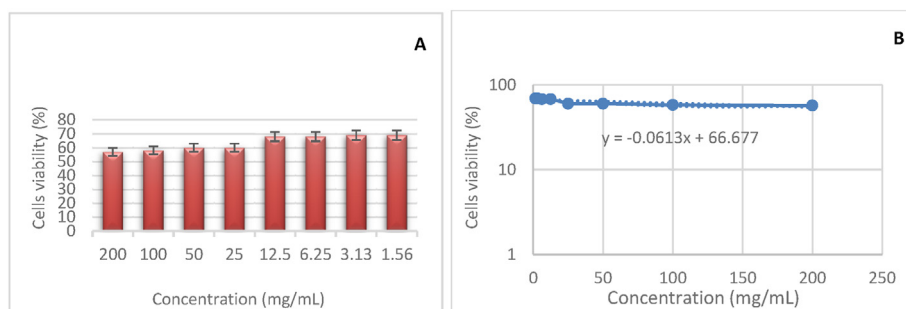 A
Cells viability (%)
80
70
60
50
40
30
20
10
0
200 100 50 25 12.5 6.25 3.13 1.56
Concentration (mg/mL)
B
Cells viability (%)
100
10
1
y = -0.0613x + 66.677
0 50 100 150 200 250
Concentration (mg/mL)